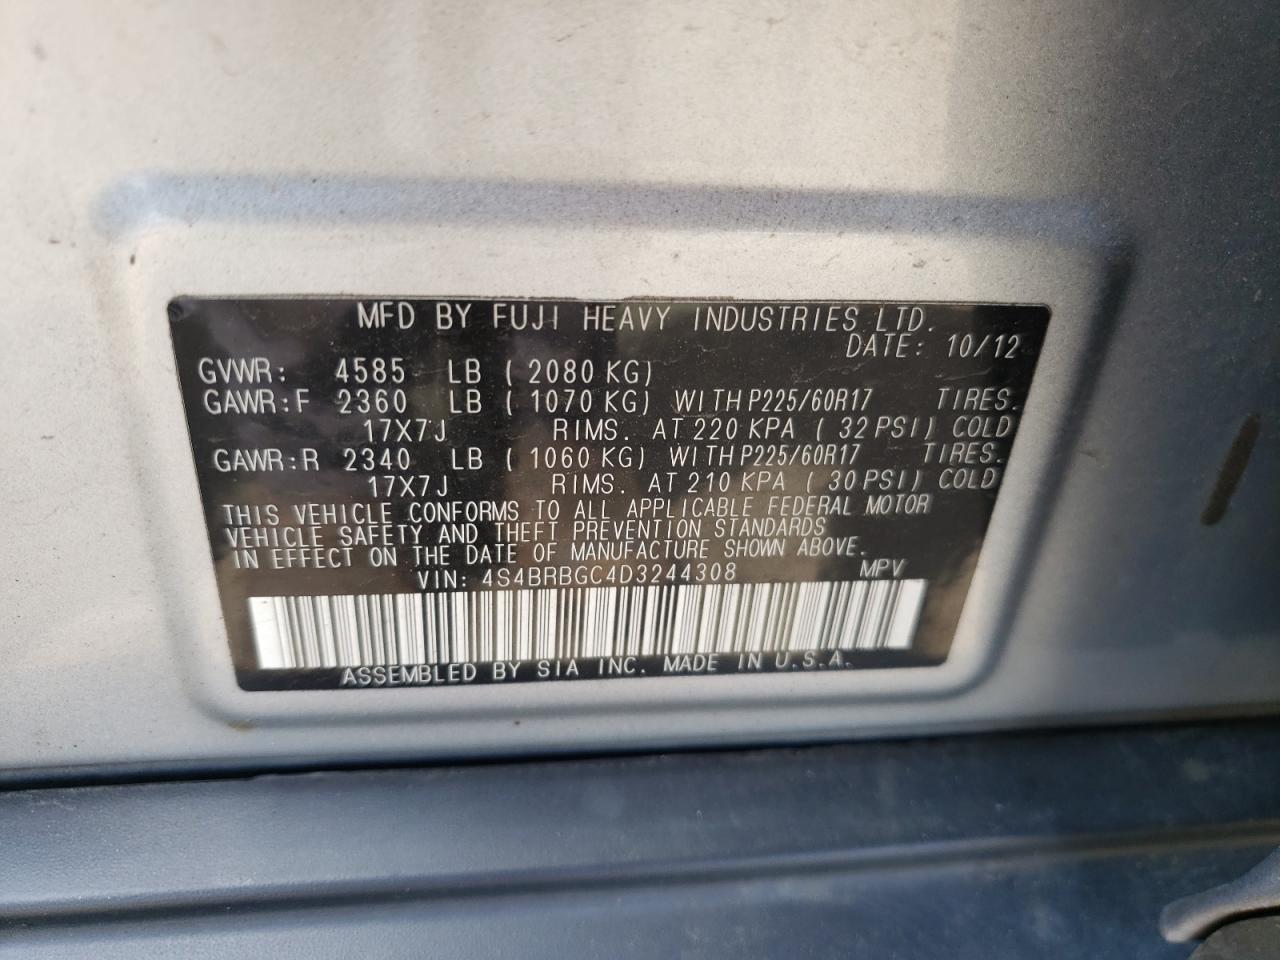 MFD BY FUJI HEAVY INDUSTRIES LTD.
DATE: 10/12
GVWR: 4585 LB ( 2080 KG)
GAWR:F 2360 LB ( 1070 KG) WITH P225/60R17 TIRES.
17X7J RIMS. AT 220 KPA ( 32 PSI) COLD
GAWR:R 2340 LB ( 1060 KG) WITH P225/60R17 TIRES.
17X7J RIMS. AT 210 KPA ( 30 PSI) COLD
THIS VEHICLE CONFORMS TO ALL APPLICABLE FEDERAL MOTOR
VEHICLE SAFETY AND THEFT PREVENTION STANDARDS
IN EFFECT ON THE DATE OF MANUFACTURE SHOWN ABOVE.
VIN: 4S4BRBGC4D3244308 MPV
ASSEMBLED BY SIA INC. MADE IN U.S.A.